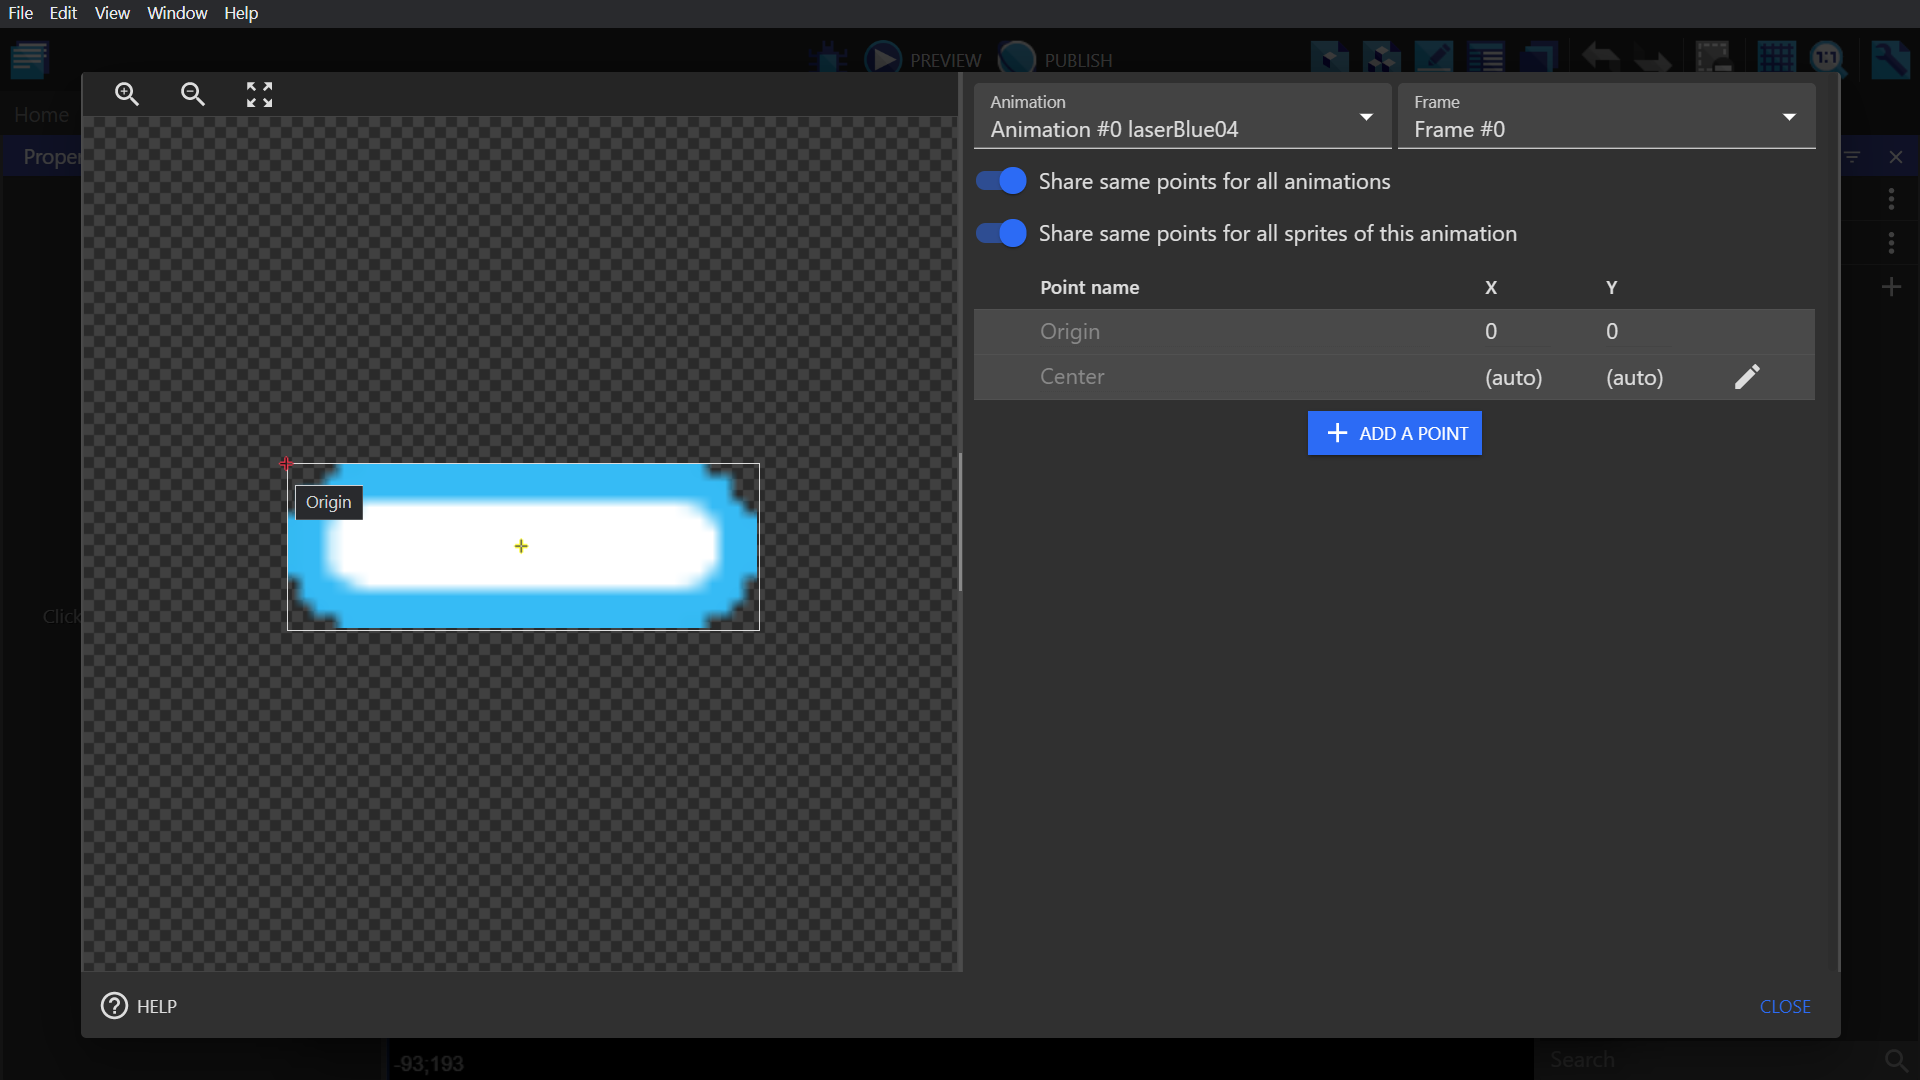 File Edit View Window Help
PREVIEW PUBLISH
1:1
Home
Proper
Click
Animation
Animation #0 laserBlue04
Frame
Frame #0
Share same points for all animations
Share same points for all sprites of this animation
Point name X Y
Origin 0 0
Center (auto) (auto)
ADD A POINT
Origin
HELP
CLOSE
-93;193
Search